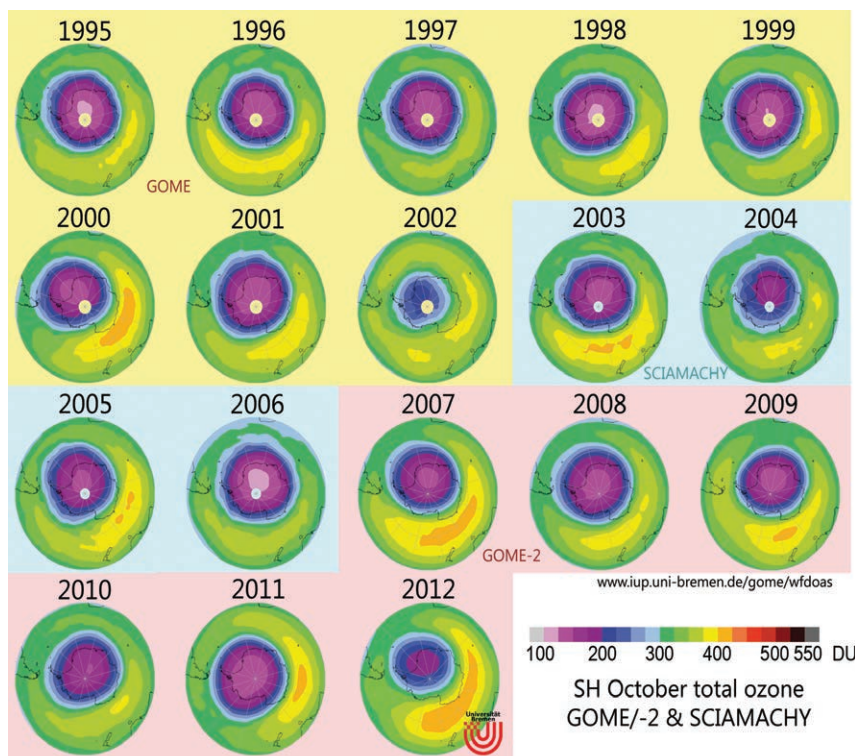 1995 1996 1997 1998 1999
GOME
2000 2001 2002 2003 2004
SCIAMACHY
2005 2006 2007 2008 2009
GOME-2
www.iup.uni-bremen.de/gome/wfdoas
2010 2011 2012
100 200 300 400 500 550 DU
SH October total ozone
GOME/-2 & SCIAMACHY
Universität
Bremen